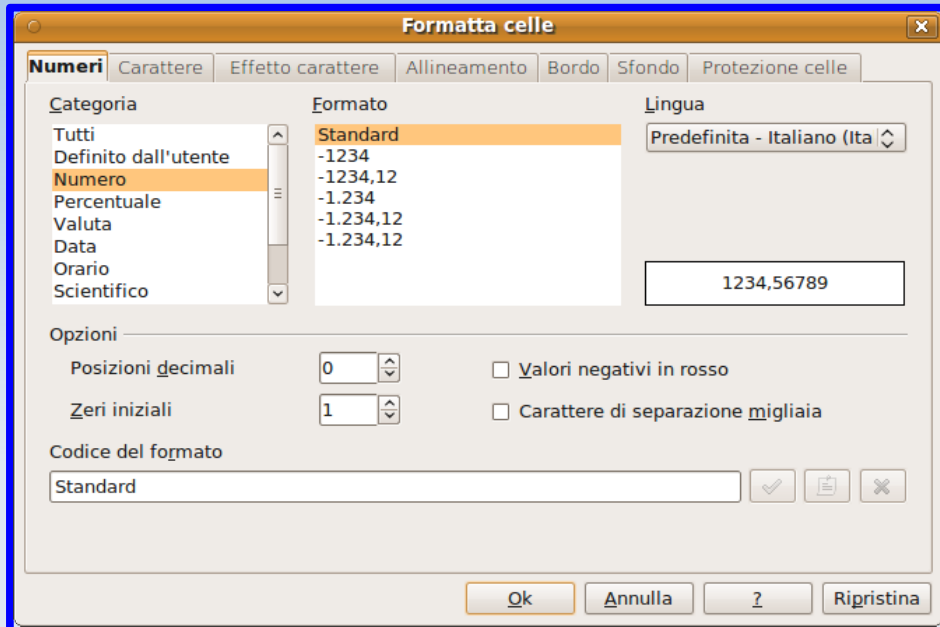 Formatta celle
Numeri Carattere Effetto carattere Allineamento Bordo Sfondo Protezione celle
Categoria Formato Lingua
Tutti Standard Predefinita - Italiano (Ita
Definito dall'utente -1234
Numero -1234,12
Percentuale -1.234
Valuta -1.234,12
Data -1.234,12
Orario
Scientifico 1234,56789
Opzioni
Posizioni decimali 0 Valori negativi in rosso
Zeri iniziali 1 Carattere di separazione migliaia
Codice del formato
Standard
Ok Annulla ? Ripristina